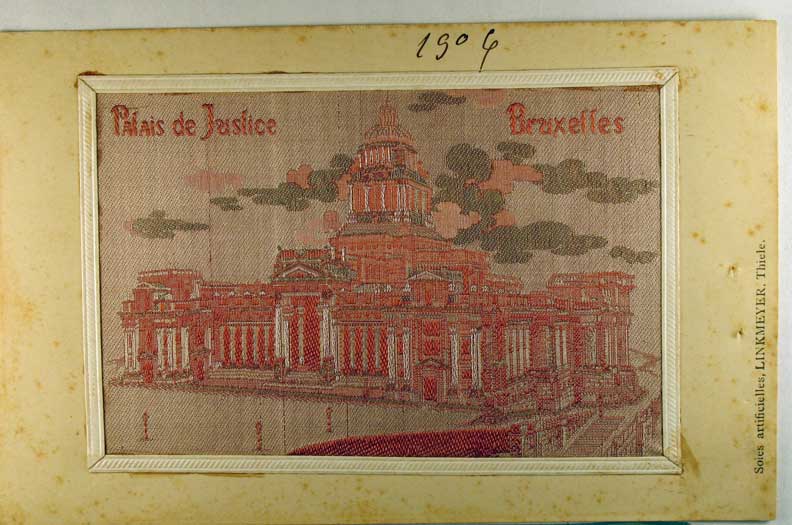 1904
Palais de Justice Bruxelles
Soies artificielles, LINKMEYER, Thiele.